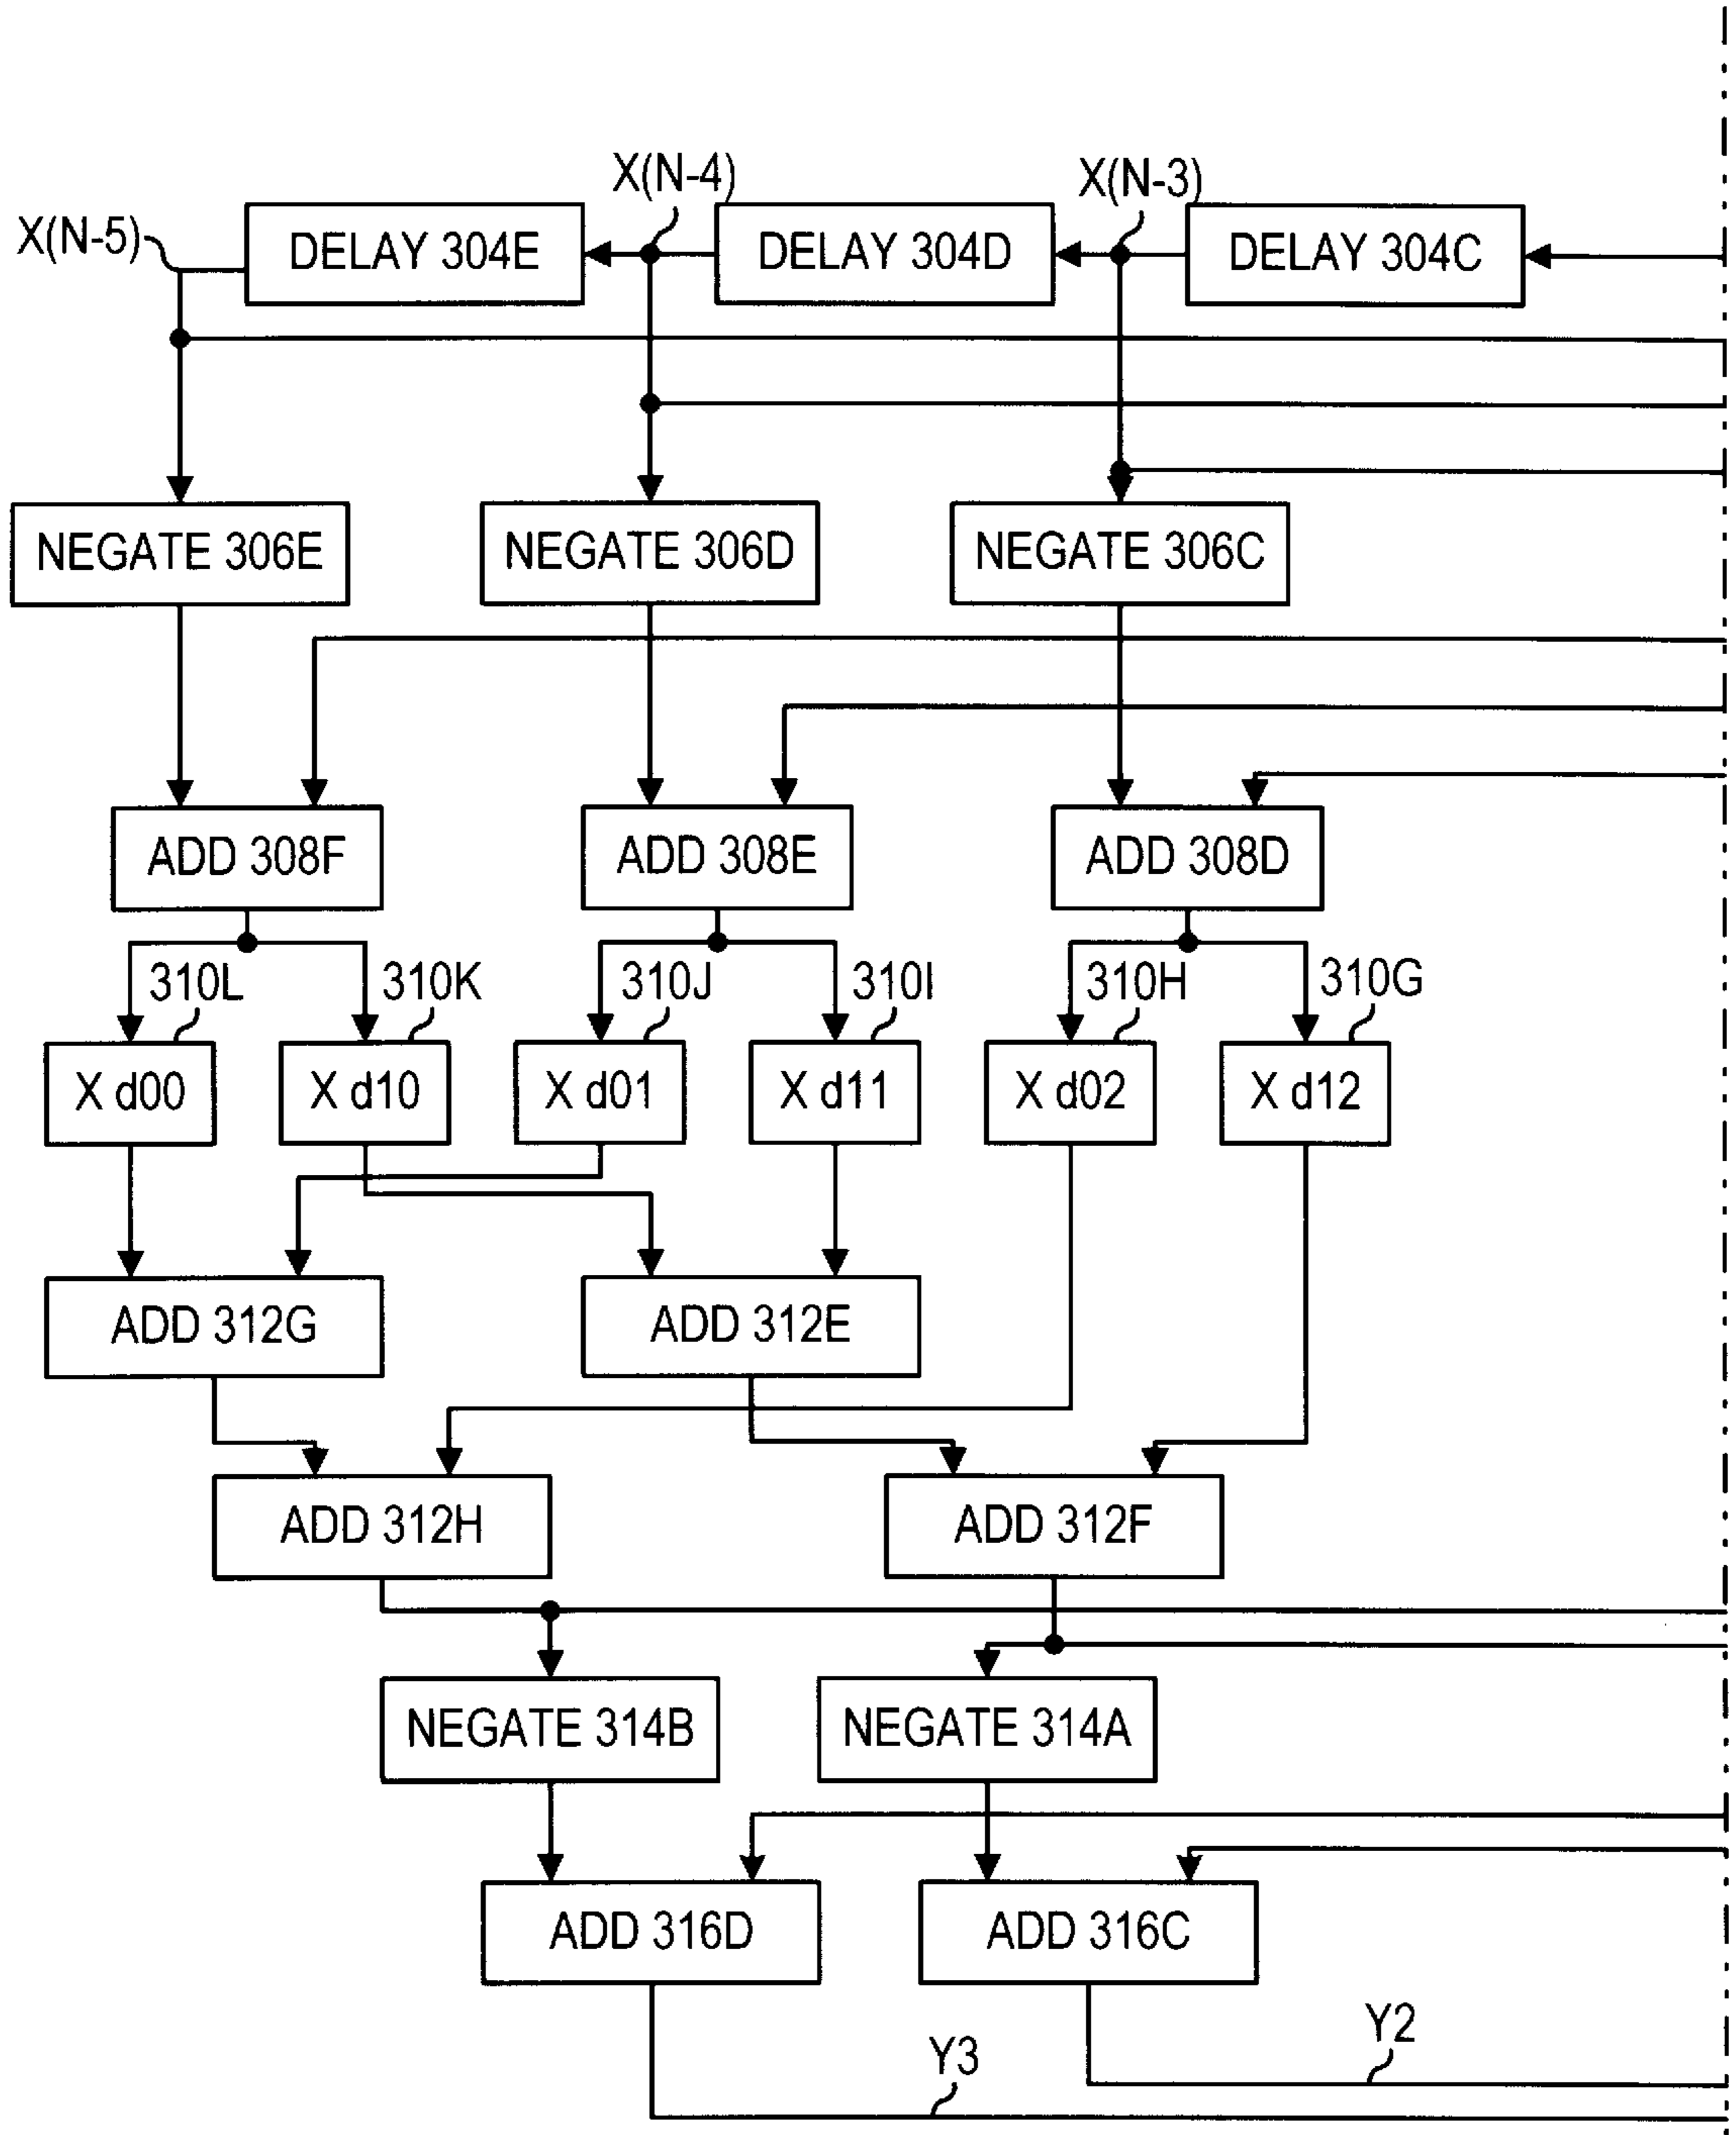 X(N-4)
X(N-3)
X(N-5)
DELAY 304E
DELAY 304D
DELAY 304C
NEGATE 306E
NEGATE 306D
NEGATE 306C
ADD 308F
ADD 308E
ADD 308D
310L
310K
310J
310I
310H
310G
X d00
X d10
X d01
X d11
X d02
X d12
ADD 312G
ADD 312E
ADD 312H
ADD 312F
NEGATE 314B
NEGATE 314A
ADD 316D
ADD 316C
Y2
Y3